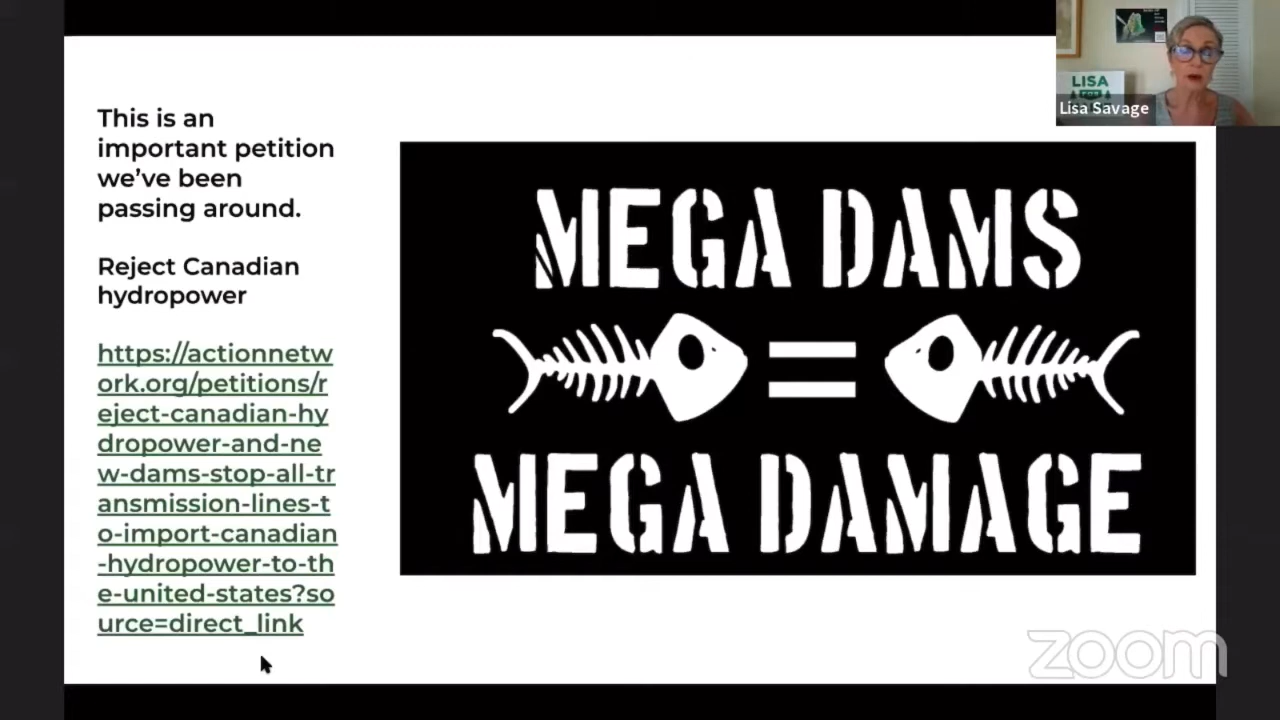 This is an
important petition
we’ve been
passing around.
Reject Canadian
hydropower
https://actionnetw
ork.org/petitions/r
eject-canadian-hy
dropower-and-ne
w-dams-stop-all-tr
ansmission-lines-t
o-import-canadian
-hydropower-to-th
e-united-states?so
urce=direct_link
MEGA DAMS
=
MEGA DAMAGE
LISA
FOR
Lisa Savage
zoom